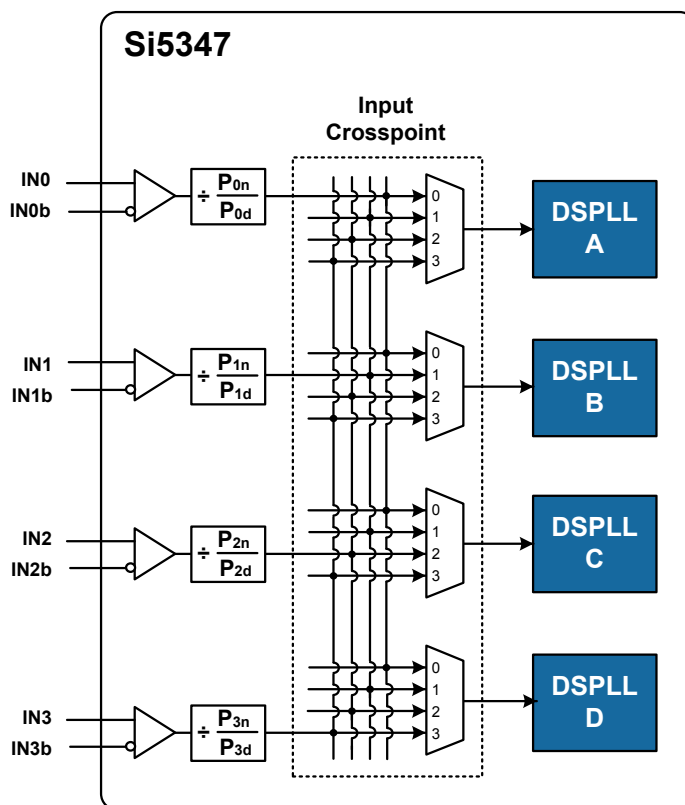 Si5347
Input
Crosspoint
IN0
IN0b
÷ P0n
P0d
0
1
2
3
DSPLL
A
IN1
IN1b
÷ P1n
P1d
0
1
2
3
DSPLL
B
IN2
IN2b
÷ P2n
P2d
0
1
2
3
DSPLL
C
IN3
IN3b
÷ P3n
P3d
0
1
2
3
DSPLL
D